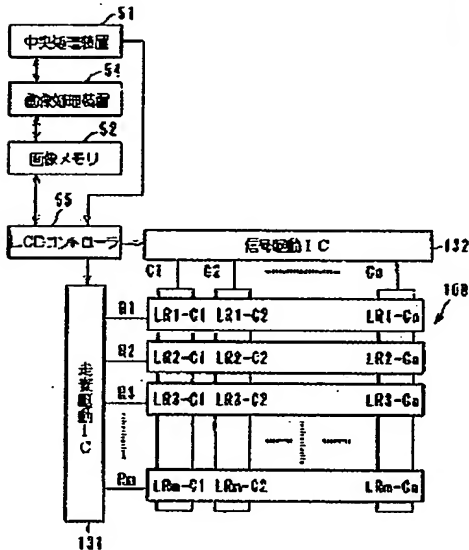 51
中央処理装置
54
画像処理装置
52
画像メモリ
55
LCDコントローラ
信号駆動IC
132
C1 C2 Cn
108
R1 LR1-C1 LR1-C2 LR1-Cn
R2 LR2-C1 LR2-C2 LR2-Cn
R3 LR3-C1 LR3-C2 LR3-Cn
Rm LRm-C1 LRm-C2 LRm-Cn
走査駆動IC
131